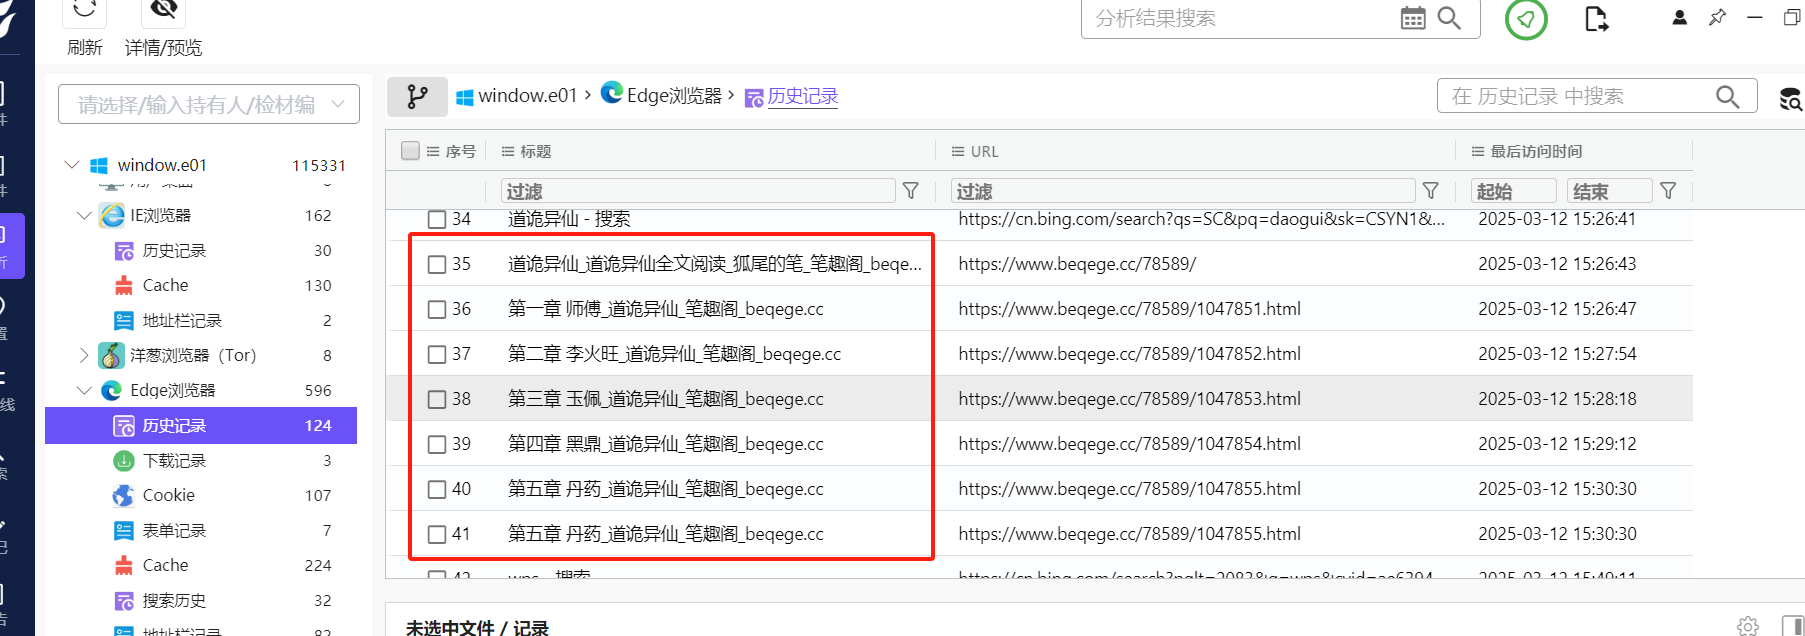 分析结果搜索
刷新 详情/预览
请选择/输入持有人/检材编
window.e01 › Edge浏览器 › 历史记录
在 历史记录 中搜索
序号 标题 URL 最后访问时间
过滤 过滤 起始 结束
window.e01 115331
IE浏览器 162
历史记录 30
Cache 130
地址栏记录 2
洋葱浏览器（Tor） 8
Edge浏览器 596
历史记录 124
下载记录 3
Cookie 107
表单记录 7
Cache 224
搜索历史 32
地址栏记录 82
34 道诡异仙 - 搜索 https://cn.bing.com/search?qs=SC&pq=daogui&sk=CSYN1&... 2025-03-12 15:26:41
35 道诡异仙_道诡异仙全文阅读_狐尾的笔_笔趣阁_beqe... https://www.beqege.cc/78589/ 2025-03-12 15:26:43
36 第一章 师傅_道诡异仙_笔趣阁_beqege.cc https://www.beqege.cc/78589/1047851.html 2025-03-12 15:26:47
37 第二章 李火旺_道诡异仙_笔趣阁_beqege.cc https://www.beqege.cc/78589/1047852.html 2025-03-12 15:27:54
38 第三章 玉佩_道诡异仙_笔趣阁_beqege.cc https://www.beqege.cc/78589/1047853.html 2025-03-12 15:28:18
39 第四章 黑鼎_道诡异仙_笔趣阁_beqege.cc https://www.beqege.cc/78589/1047854.html 2025-03-12 15:29:12
40 第五章 丹药_道诡异仙_笔趣阁_beqege.cc https://www.beqege.cc/78589/1047855.html 2025-03-12 15:30:30
41 第五章 丹药_道诡异仙_笔趣阁_beqege.cc https://www.beqege.cc/78589/1047855.html 2025-03-12 15:30:30
42 wps - 搜索 2025-03-12 15:49:11
未选中文件 / 记录